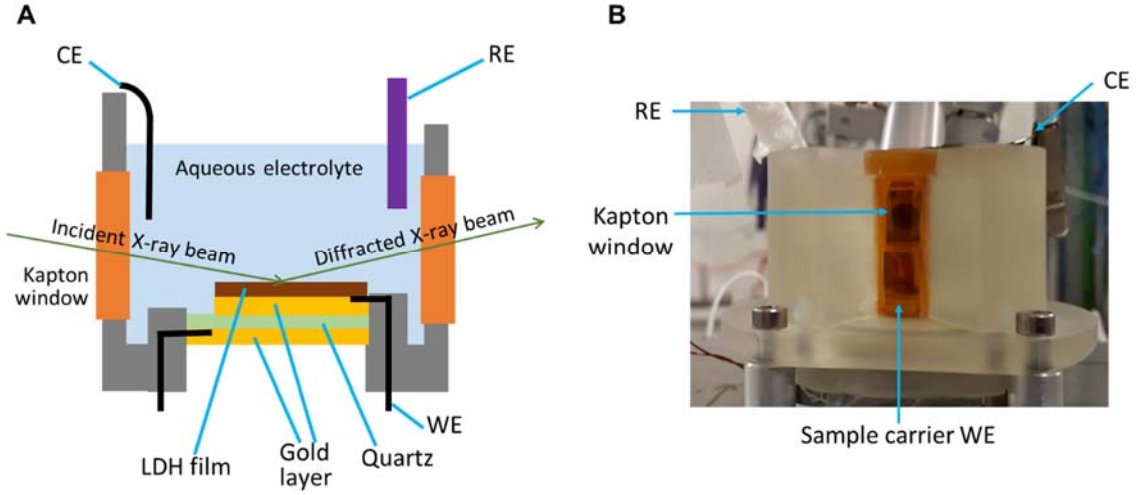 A
CE
RE
Aqueous electrolyte
Incident X-ray beam
Diffracted X-ray beam
Kapton
window
LDH film
Gold
layer
Quartz
WE
B
RE
CE
Kapton
window
Sample carrier WE